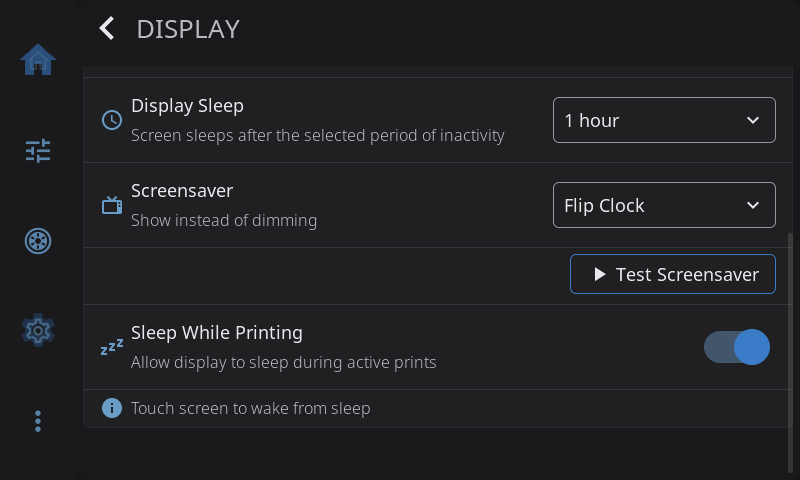 DISPLAY
Display Sleep
Screen sleeps after the selected period of inactivity
1 hour
Screensaver
Show instead of dimming
Flip Clock
Test Screensaver
zzz
Sleep While Printing
Allow display to sleep during active prints
Touch screen to wake from sleep